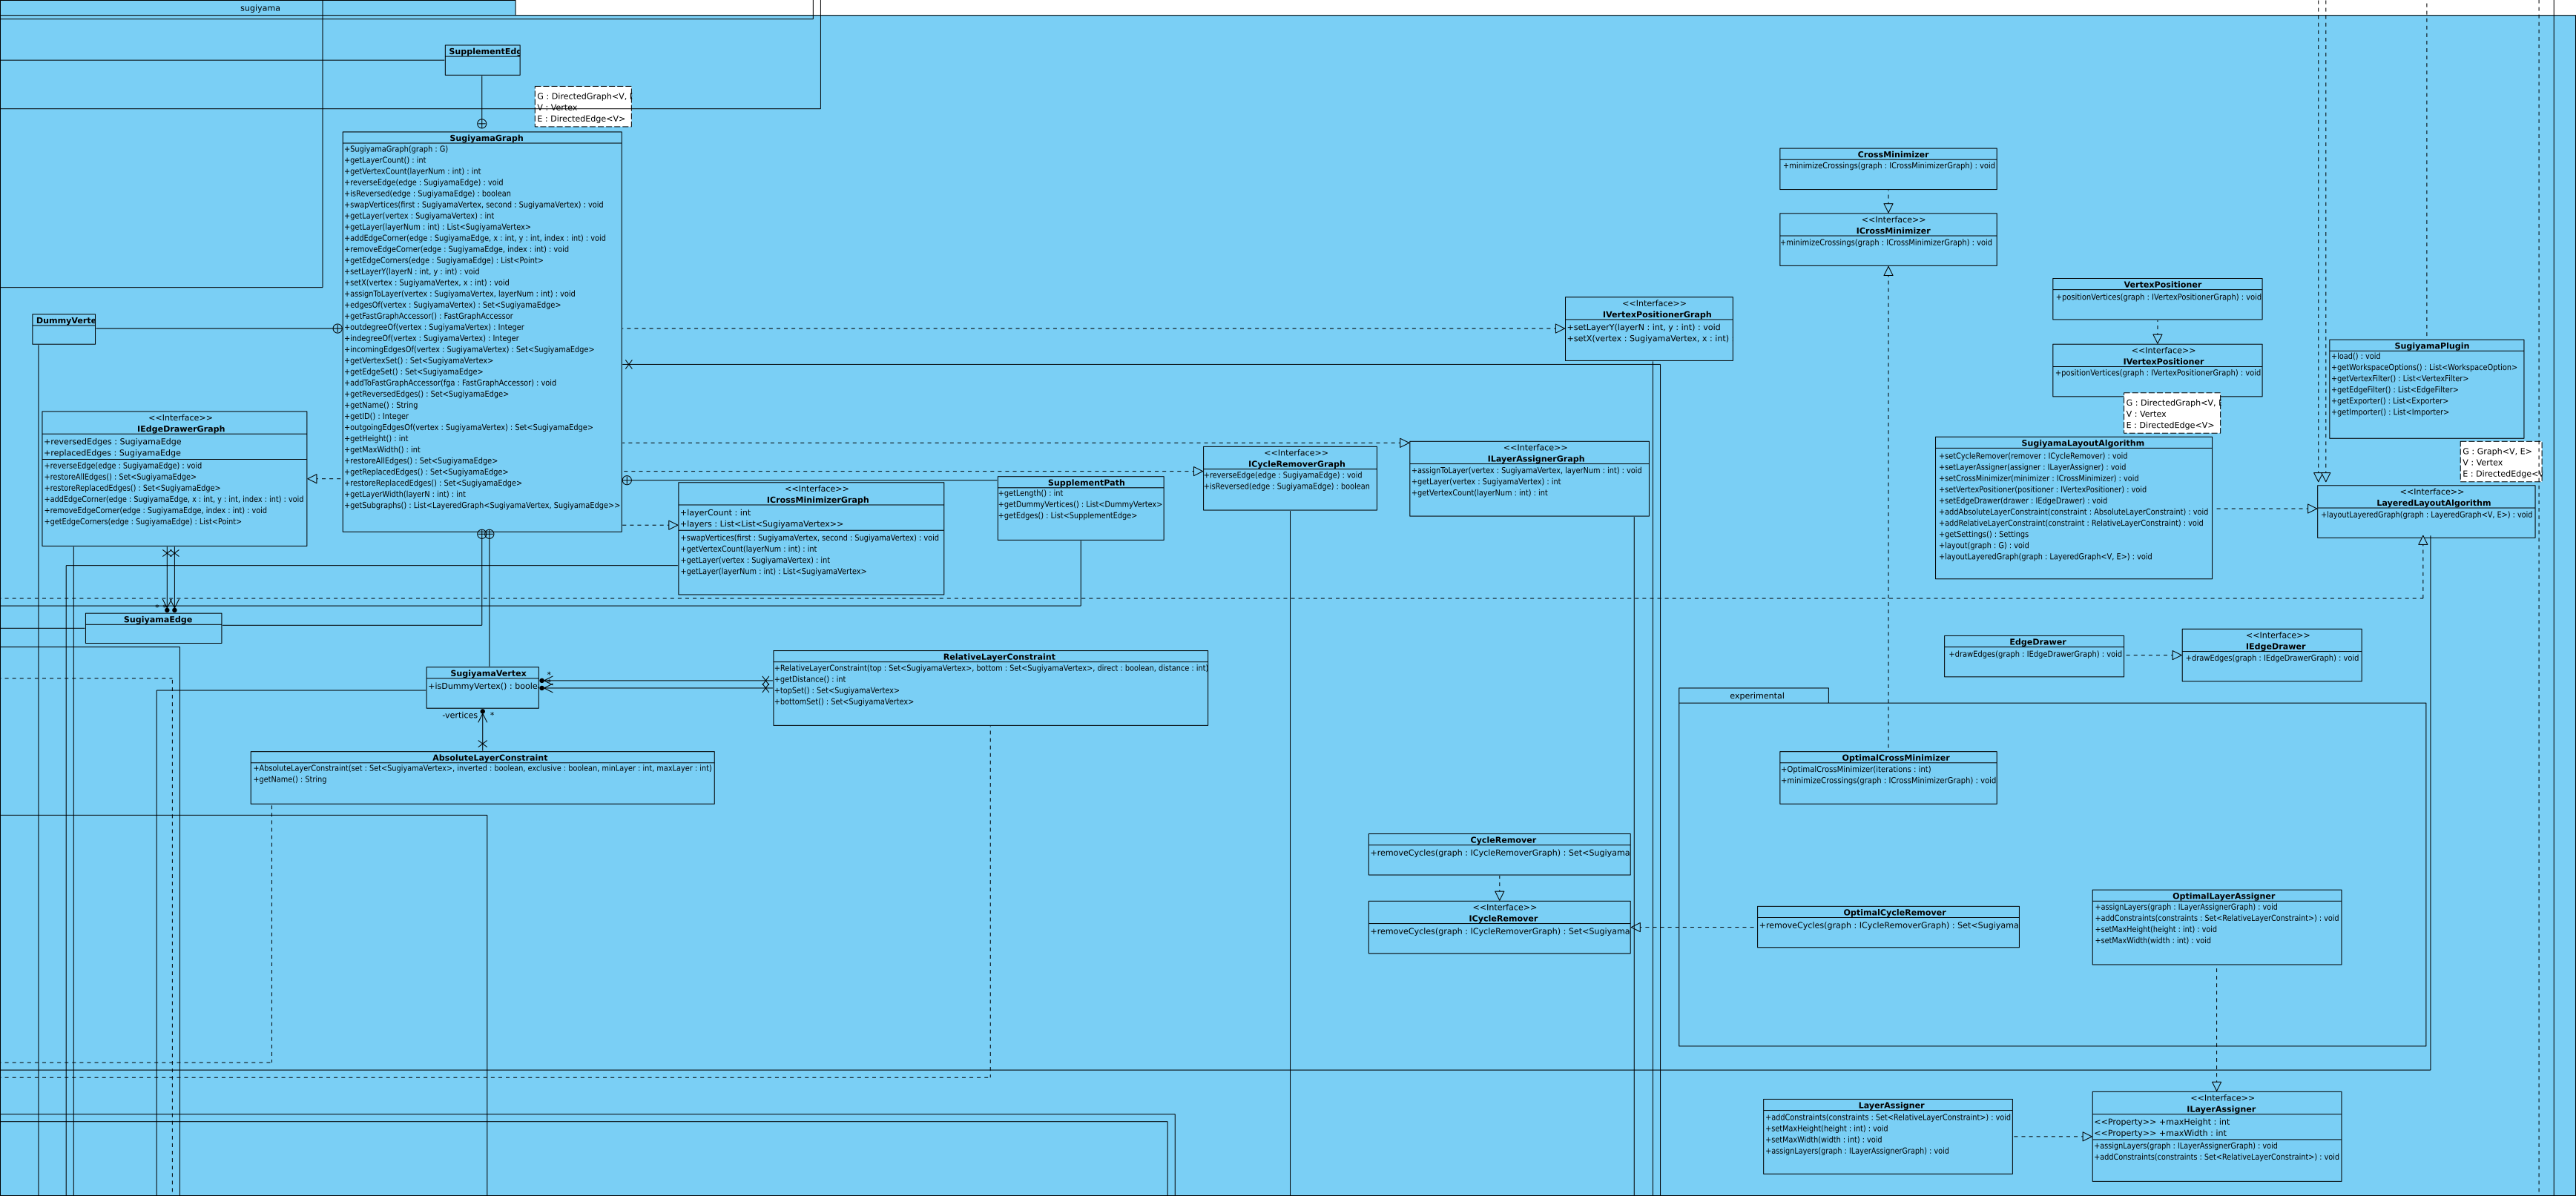 sugiyama
SupplementEdg
G : DirectedGraph<V,
V : Vertex
E : DirectedEdge<V>
SugiyamaGraph
+SugiyamaGraph(graph : G)
+getLayerCount() : int
+getVertexCount(layerNum : int) : int
+reverseEdge(edge : SugiyamaEdge) : void
+isReversed(edge : SugiyamaEdge) : boolean
+swapVertices(first : SugiyamaVertex, second : SugiyamaVertex) : void
+getLayer(vertex : SugiyamaVertex) : int
+getLayer(layerNum : int) : List<SugiyamaVertex>
+addEdgeCorner(edge : SugiyamaEdge, x : int, y : int, index : int) : void
+removeEdgeCorner(edge : SugiyamaEdge, index : int) : void
+getEdgeCorners(edge : SugiyamaEdge) : List<Point>
+setLayerY(layerN : int, y : int) : void
+setX(vertex : SugiyamaVertex, x : int) : void
+assignToLayer(vertex : SugiyamaVertex, layerNum : int) : void
+edgesOf(vertex : SugiyamaVertex) : Set<SugiyamaEdge>
+getFastGraphAccessor() : FastGraphAccessor
+outdegreeOf(vertex : SugiyamaVertex) : Integer
+indegreeOf(vertex : SugiyamaVertex) : Integer
+incomingEdgesOf(vertex : SugiyamaVertex) : Set<SugiyamaEdge>
+getVertexSet() : Set<SugiyamaVertex>
+getEdgeSet() : Set<SugiyamaEdge>
+addToFastGraphAccessor(fga : FastGraphAccessor) : void
+getReversedEdges() : Set<SugiyamaEdge>
+getName() : String
+getID() : Integer
+outgoingEdgesOf(vertex : SugiyamaVertex) : Set<SugiyamaEdge>
+getHeight() : int
+getMaxWidth() : int
+restoreAllEdges() : Set<SugiyamaEdge>
+getReplacedEdges() : Set<SugiyamaEdge>
+restoreReplacedEdges() : Set<SugiyamaEdge>
+getLayerWidth(layerN : int) : int
+getSubgraphs() : List<LayeredGraph<SugiyamaVertex, SugiyamaEdge>>
DummyVerte
<<Interface>>
IEdgeDrawerGraph
+reversedEdges : SugiyamaEdge
+replacedEdges : SugiyamaEdge
+reverseEdge(edge : SugiyamaEdge) : void
+restoreAllEdges() : Set<SugiyamaEdge>
+restoreReplacedEdges() : Set<SugiyamaEdge>
+addEdgeCorner(edge : SugiyamaEdge, x : int, y : int, index : int) : void
+removeEdgeCorner(edge : SugiyamaEdge, index : int) : void
+getEdgeCorners(edge : SugiyamaEdge) : List<Point>
*
SugiyamaEdge
<<Interface>>
ICrossMinimizerGraph
+layerCount : int
+layers : List<List<SugiyamaVertex>>
+swapVertices(first : SugiyamaVertex, second : SugiyamaVertex) : void
+getVertexCount(layerNum : int) : int
+getLayer(vertex : SugiyamaVertex) : int
+getLayer(layerNum : int) : List<SugiyamaVertex>
SupplementPath
+getLength() : int
+getDummyVertices() : List<DummyVertex>
+getEdges() : List<SupplementEdge>
<<Interface>>
ICycleRemoverGraph
+reverseEdge(edge : SugiyamaEdge) : void
+isReversed(edge : SugiyamaEdge) : boolean
<<Interface>>
ILayerAssignerGraph
+assignToLayer(vertex : SugiyamaVertex, layerNum : int) : void
+getLayer(vertex : SugiyamaVertex) : int
+getVertexCount(layerNum : int) : int
<<Interface>>
IVertexPositionerGraph
+setLayerY(layerN : int, y : int) : void
+setX(vertex : SugiyamaVertex, x : int)
CrossMinimizer
+minimizeCrossings(graph : ICrossMinimizerGraph) : void
<<Interface>>
ICrossMinimizer
+minimizeCrossings(graph : ICrossMinimizerGraph) : void
VertexPositioner
+positionVertices(graph : IVertexPositionerGraph) : void
<<Interface>>
IVertexPositioner
+positionVertices(graph : IVertexPositionerGraph) : void
G : DirectedGraph<V,
V : Vertex
E : DirectedEdge<V>
SugiyamaLayoutAlgorithm
+setCycleRemover(remover : ICycleRemover) : void
+setLayerAssigner(assigner : ILayerAssigner) : void
+setCrossMinimizer(minimizer : ICrossMinimizer) : void
+setVertexPositioner(positioner : IVertexPositioner) : void
+setEdgeDrawer(drawer : IEdgeDrawer) : void
+addAbsoluteLayerConstraint(constraint : AbsoluteLayerConstraint) : void
+addRelativeLayerConstraint(constraint : RelativeLayerConstraint) : void
+getSettings() : Settings
+layout(graph : G) : void
+layoutLayeredGraph(graph : LayeredGraph<V, E>) : void
SugiyamaPlugin
+load() : void
+getWorkspaceOptions() : List<WorkspaceOption>
+getVertexFilter() : List<VertexFilter>
+getEdgeFilter() : List<EdgeFilter>
+getExporter() : List<Exporter>
+getImporter() : List<Importer>
G : Graph<V, E>
V : Vertex
E : DirectedEdge<V
<<Interface>>
LayeredLayoutAlgorithm
+layoutLayeredGraph(graph : LayeredGraph<V, E>) : void
EdgeDrawer
+drawEdges(graph : IEdgeDrawerGraph) : void
<<Interface>>
IEdgeDrawer
+drawEdges(graph : IEdgeDrawerGraph) : void
SugiyamaVertex
+isDummyVertex() : boole
*
-vertices
*
RelativeLayerConstraint
+RelativeLayerConstraint(top : Set<SugiyamaVertex>, bottom : Set<SugiyamaVertex>, direct : boolean, distance : int)
+getDistance() : int
+topSet() : Set<SugiyamaVertex>
+bottomSet() : Set<SugiyamaVertex>
AbsoluteLayerConstraint
+AbsoluteLayerConstraint(set : Set<SugiyamaVertex>, inverted : boolean, exclusive : boolean, minLayer : int, maxLayer : int)
+getName() : String
experimental
OptimalCrossMinimizer
+OptimalCrossMinimizer(iterations : int)
+minimizeCrossings(graph : ICrossMinimizerGraph) : void
CycleRemover
+removeCycles(graph : ICycleRemoverGraph) : Set<Sugiyama
<<Interface>>
ICycleRemover
+removeCycles(graph : ICycleRemoverGraph) : Set<Sugiyama
OptimalCycleRemover
+removeCycles(graph : ICycleRemoverGraph) : Set<Sugiyama
OptimalLayerAssigner
+assignLayers(graph : ILayerAssignerGraph) : void
+addConstraints(constraints : Set<RelativeLayerConstraint>) : void
+setMaxHeight(height : int) : void
+setMaxWidth(width : int) : void
LayerAssigner
+addConstraints(constraints : Set<RelativeLayerConstraint>) : void
+setMaxHeight(height : int) : void
+setMaxWidth(width : int) : void
+assignLayers(graph : ILayerAssignerGraph) : void
<<Interface>>
ILayerAssigner
<<Property>> +maxHeight : int
<<Property>> +maxWidth : int
+assignLayers(graph : ILayerAssignerGraph) : void
+addConstraints(constraints : Set<RelativeLayerConstraint>) : void